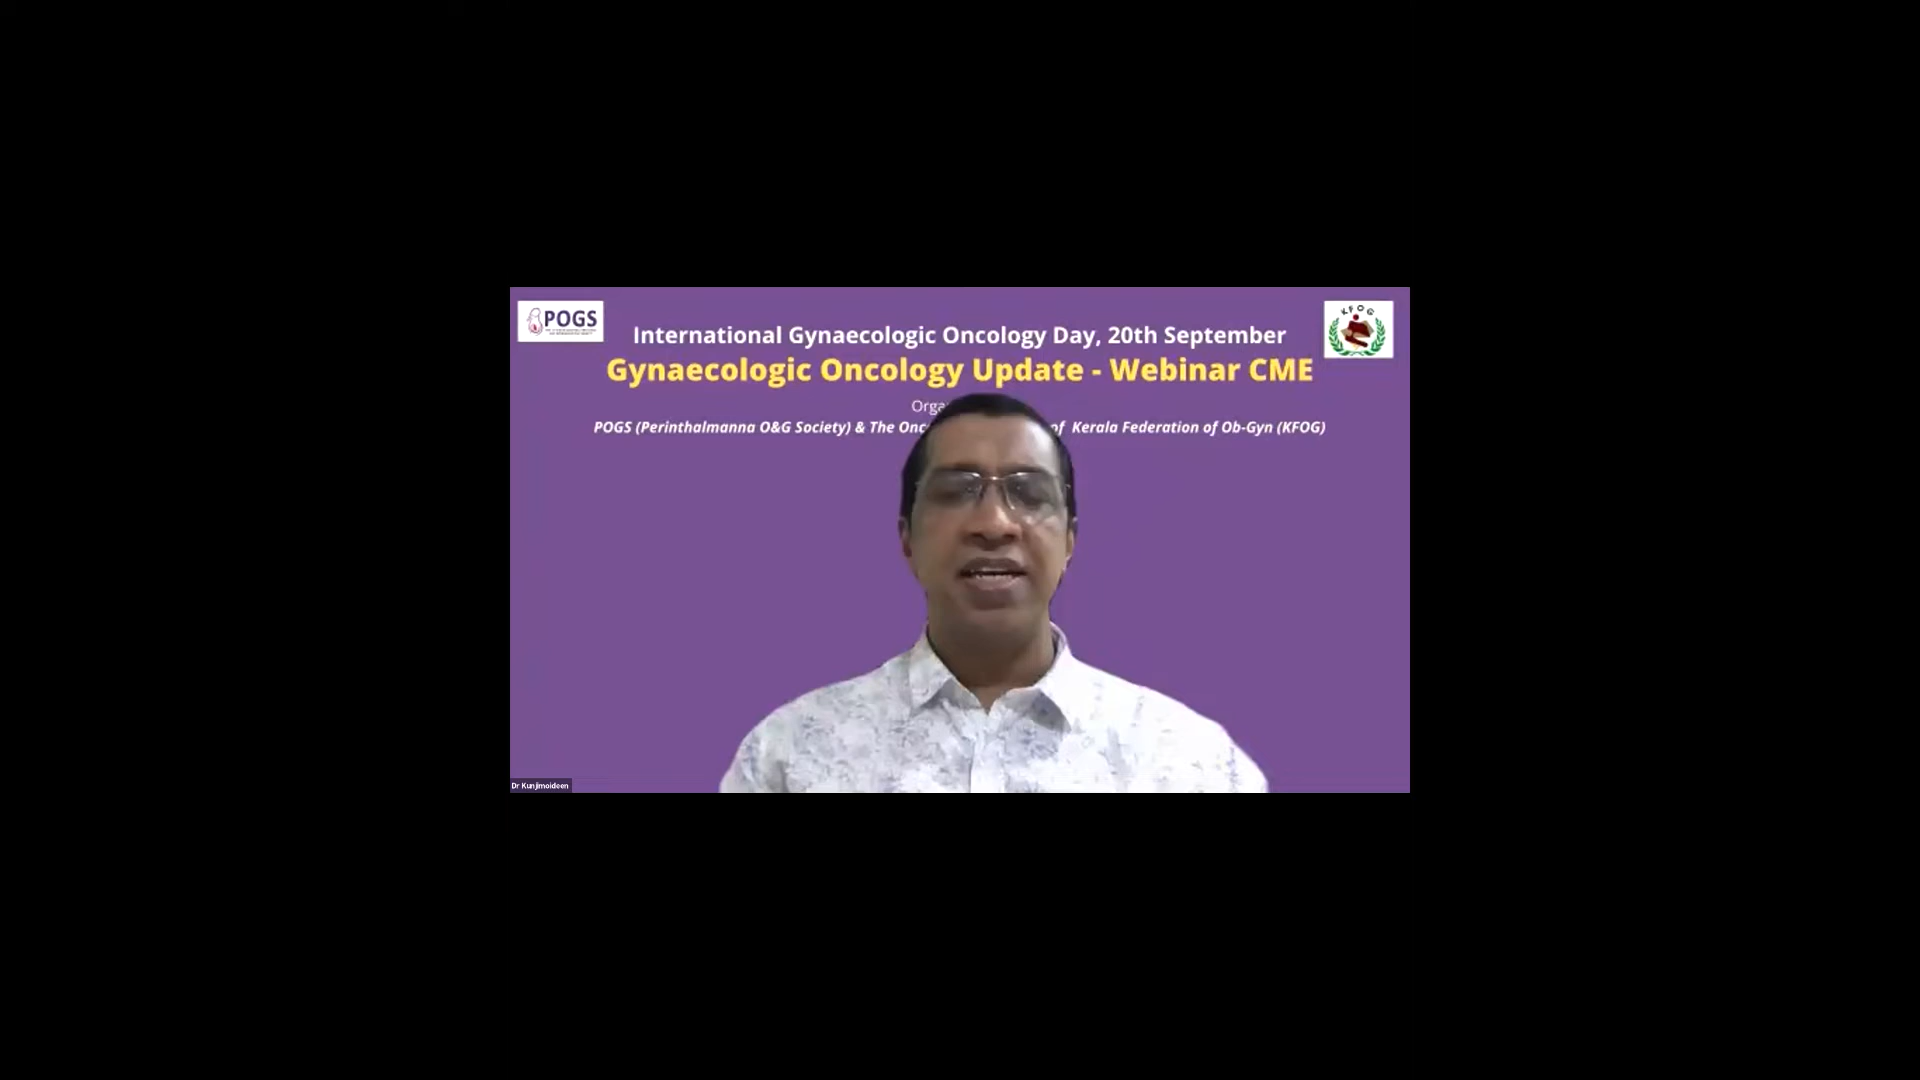 POGS
KFOG
International Gynaecologic Oncology Day, 20th September
Gynaecologic Oncology Update - Webinar CME
Orga
POGS (Perinthalmanna O&G Society) & The Onc of Kerala Federation of Ob-Gyn (KFOG)
Dr Kunjimoideen